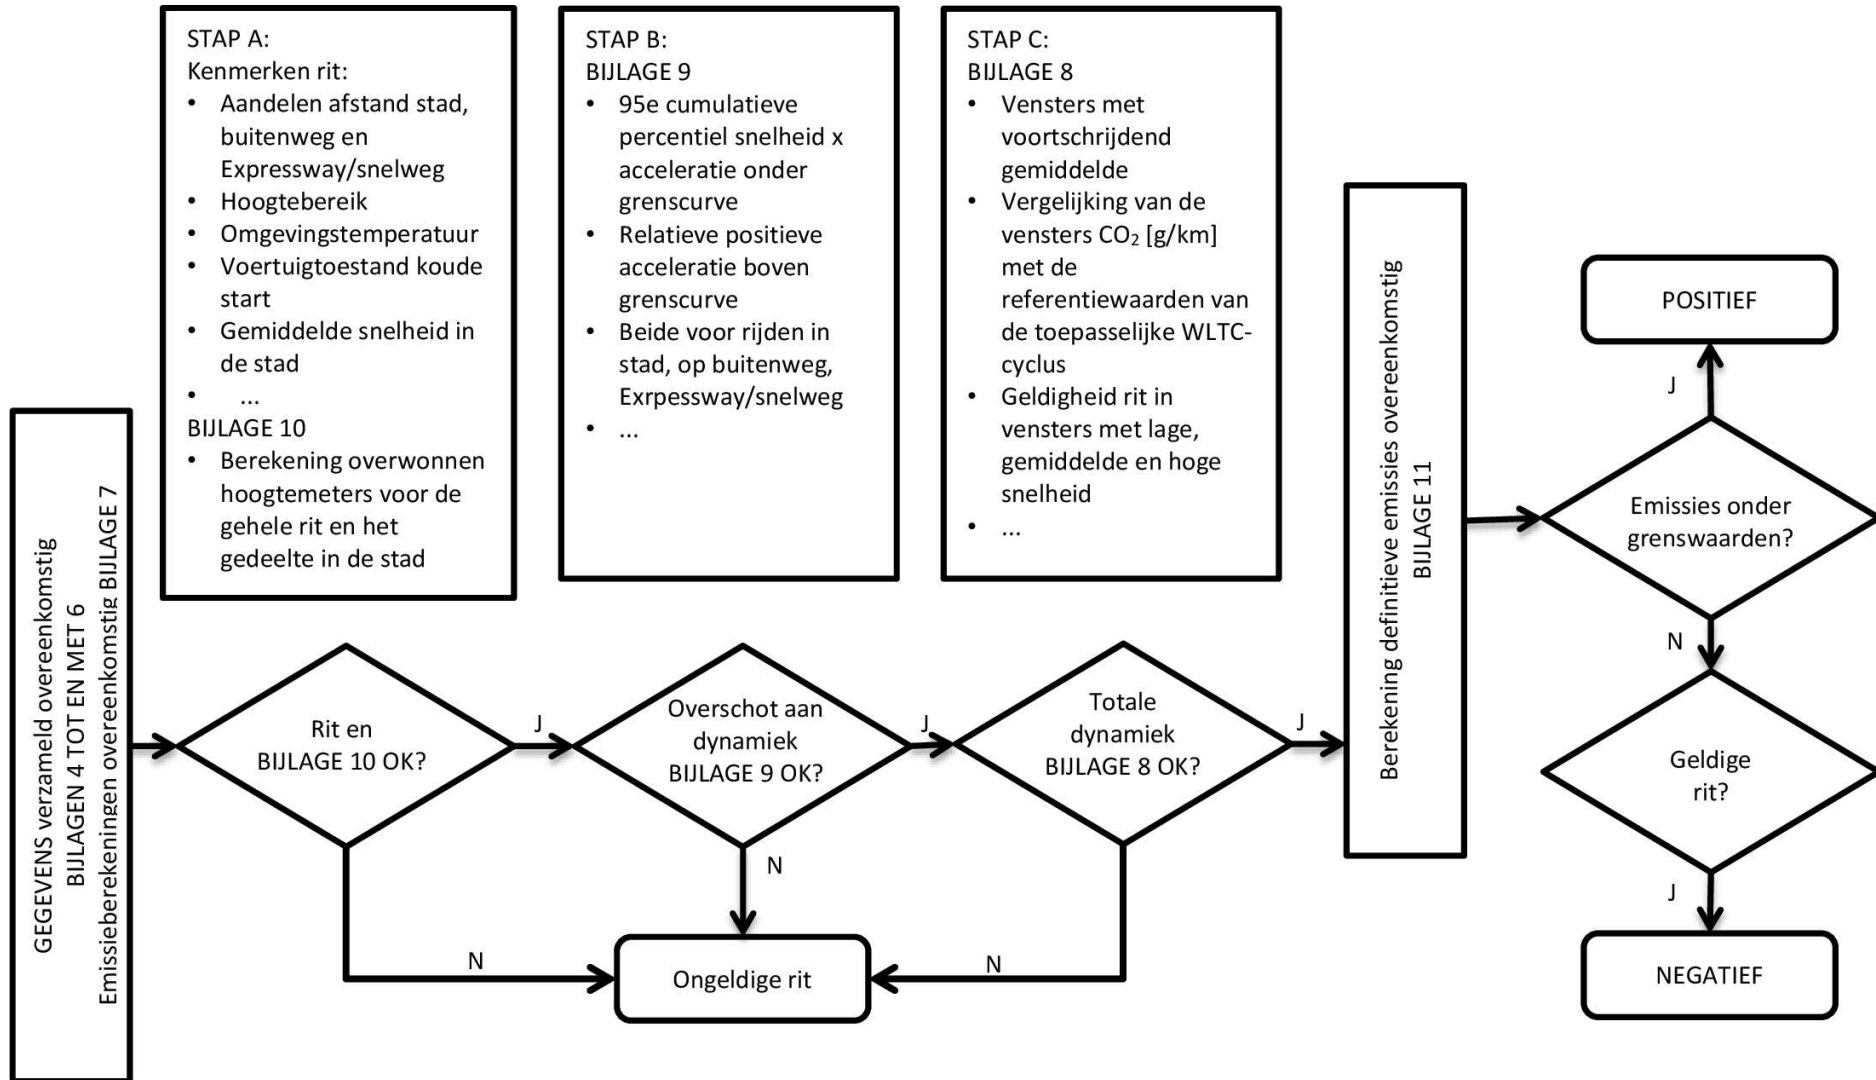 STAP A:
Kenmerken rit:
• Aandelen afstand stad,
buitenweg en
Expressway/snelweg
• Hoogtebereik
• Omgevingstemperatuur
• Voertuigtoestand koude
start
• Gemiddelde snelheid in
de stad
• ...
BIJLAGE 10
• Berekening overwonnen
hoogtemeters voor de
gehele rit en het
gedeelte in de stad
STAP B:
BIJLAGE 9
• 95e cumulatieve
percentiel snelheid x
acceleratie onder
grenscurve
• Relatieve positieve
acceleratie boven
grenscurve
• Beide voor rijden in
stad, op buitenweg,
Exrpessway/snelweg
• ...
STAP C:
BIJLAGE 8
• Vensters met
voortschrijdend
gemiddelde
• Vergelijking van de
vensters CO₂ [g/km]
met de
referentiewaarden van
de toepasselijke WLTC-
cyclus
• Geldigheid rit in
vensters met lage,
gemiddelde en hoge
snelheid
• ...
GEGEVENS verzameld overeenkomstig
BIJLAGEN 4 TOT EN MET 6
Emissieberekeningen overeenkomstig BIJLAGE 7
Rit en
BIJLAGE 10 OK?
J
N
Overschot aan
dynamiek
BIJLAGE 9 OK?
J
N
Totale
dynamiek
BIJLAGE 8 OK?
J
N
Ongeldige rit
Berekening definitieve emissies overeenkomstig
BIJLAGE 11
Emissies onder
grenswaarden?
J
POSITIEF
N
Geldige
rit?
J
NEGATIEF